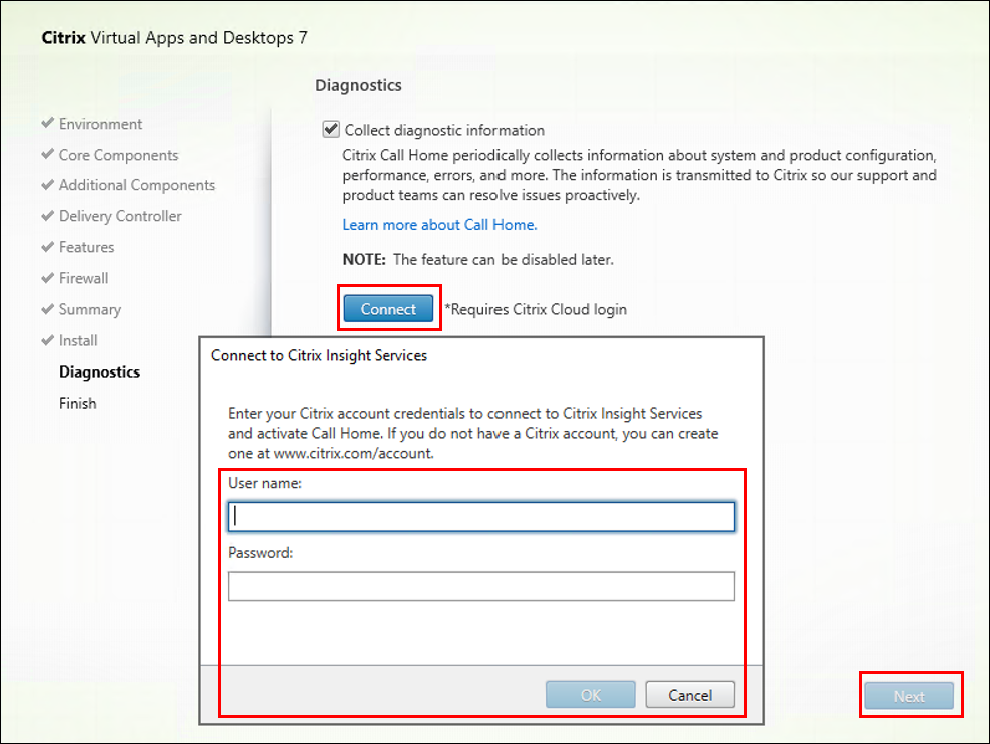 Citrix Virtual Apps and Desktops 7
Diagnostics
Environment
Core Components
Additional Components
Delivery Controller
Features
Firewall
Summary
Install
Diagnostics
Finish
Collect diagnostic information
Citrix Call Home periodically collects information about system and product configuration,
performance, errors, and more. The information is transmitted to Citrix so our support and
product teams can resolve issues proactively.
Learn more about Call Home.
NOTE: The feature can be disabled later.
Connect *Requires Citrix Cloud login
Connect to Citrix Insight Services
Enter your Citrix account credentials to connect to Citrix Insight Services
and activate Call Home. If you do not have a Citrix account, you can create
one at www.citrix.com/account.
User name:
Password:
OK Cancel
Next